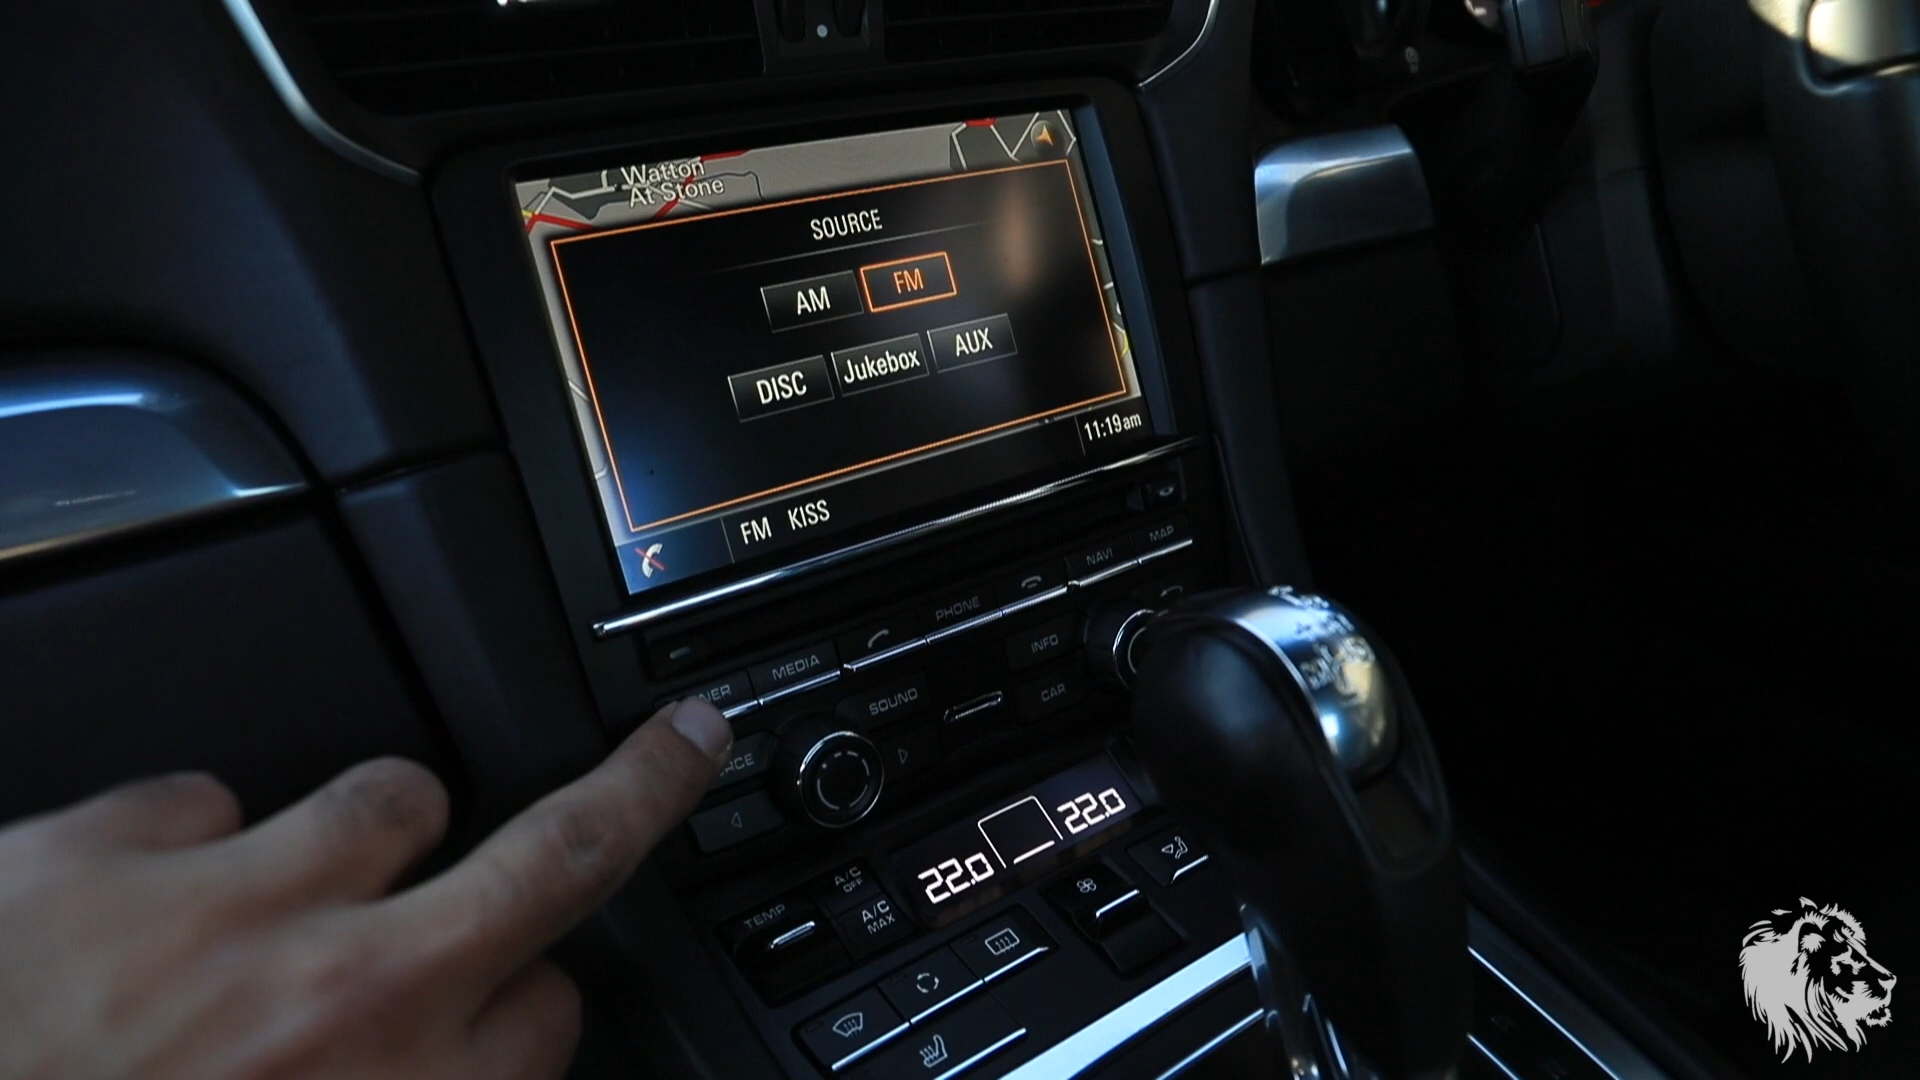 Watton
At Stone
SOURCE
AM FM
DISC Jukebox AUX
11:19am
FM KISS
MAP
NAVI
PHONE
MEDIA
INFO
SOUND
CAR
22.0 22.0
A/C
OFF
TEMP
A/C
MAX